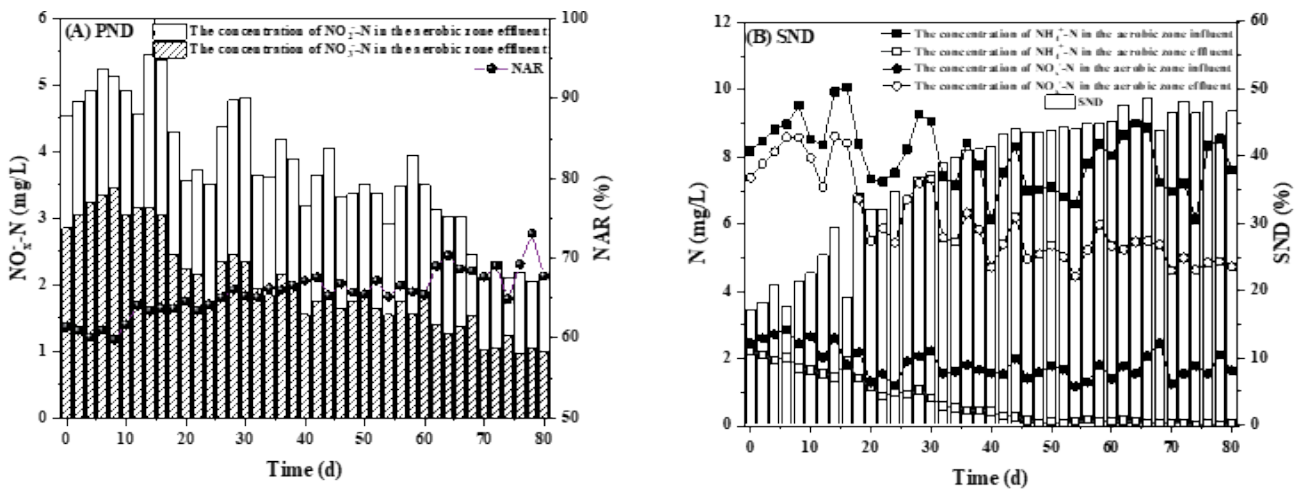 (A) PND
The concentration of NO₂⁻-N in the aerobic zone effluent
The concentration of NO₃⁻-N in the aerobic zone effluent
NAR
6
5
4
3
2
1
0
NOₓ⁻-N (mg/L)
100
90
80
70
60
50
NAR (%)
0 10 20 30 40 50 60 70 80
Time (d)
(B) SND
The concentration of NH₄⁺-N in the aerobic zone influent
The concentration of NH₄⁺-N in the aerobic zone effluent
The concentration of NOₓ⁻-N in the aerobic zone influent
The concentration of NOₓ⁻-N in the aerobic zone effluent
SND
12
10
8
6
4
2
0
N (mg/L)
60
50
40
30
20
10
0
SND (%)
0 10 20 30 40 50 60 70 80
Time (d)